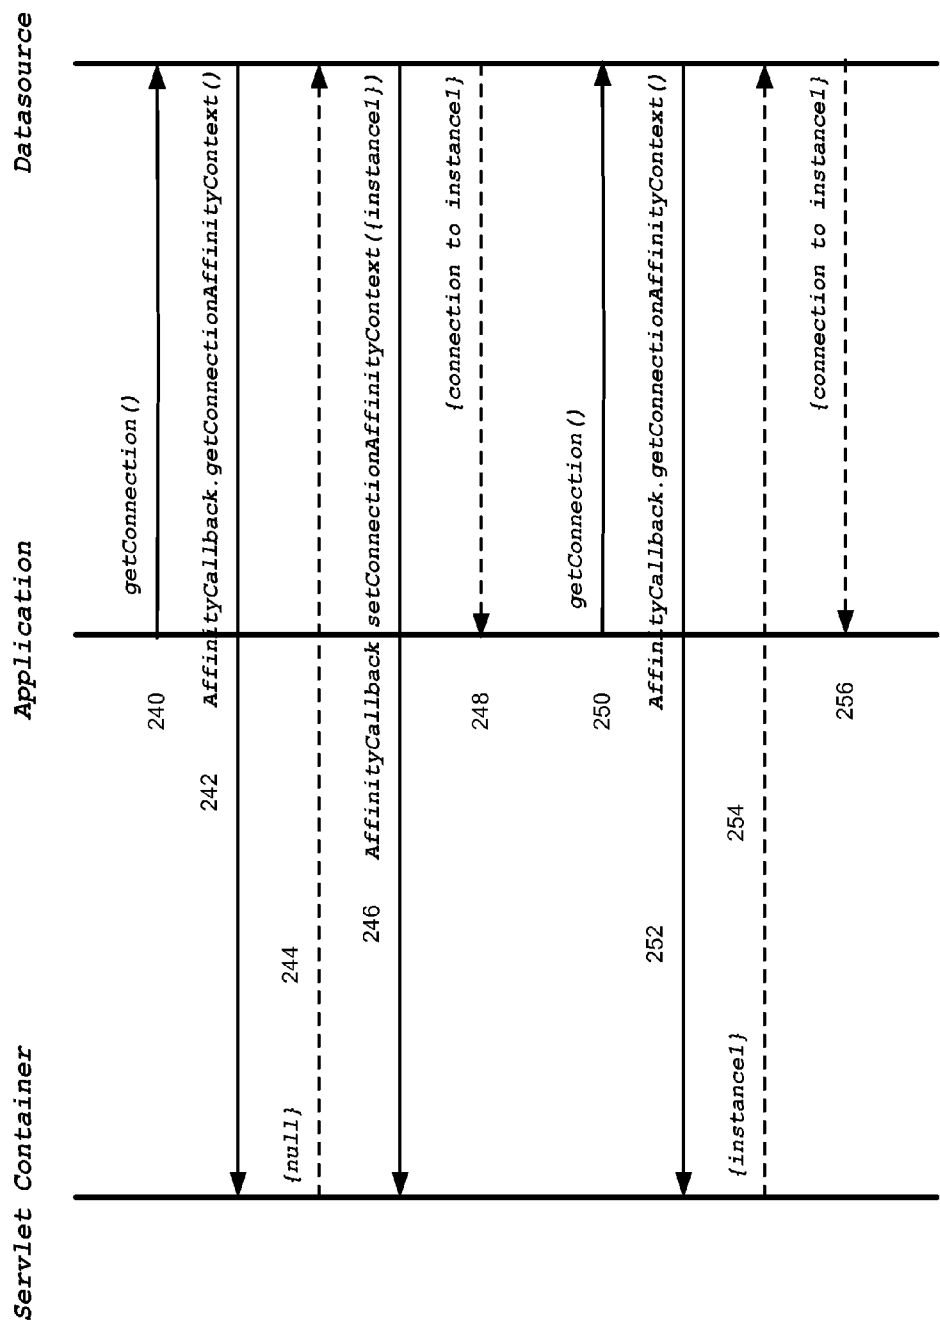 Servlet Container
Application
Datasource
getConnection()
240
AffinityCallback.getConnectionAffinityContext()
242
{null}
244
AffinityCallback setConnectionAffinityContext({instance1})
246
{connection to instance1}
248
getConnection()
250
AffinityCallback.getConnectionAffinityContext()
252
{instance1}
254
{connection to instance1}
256